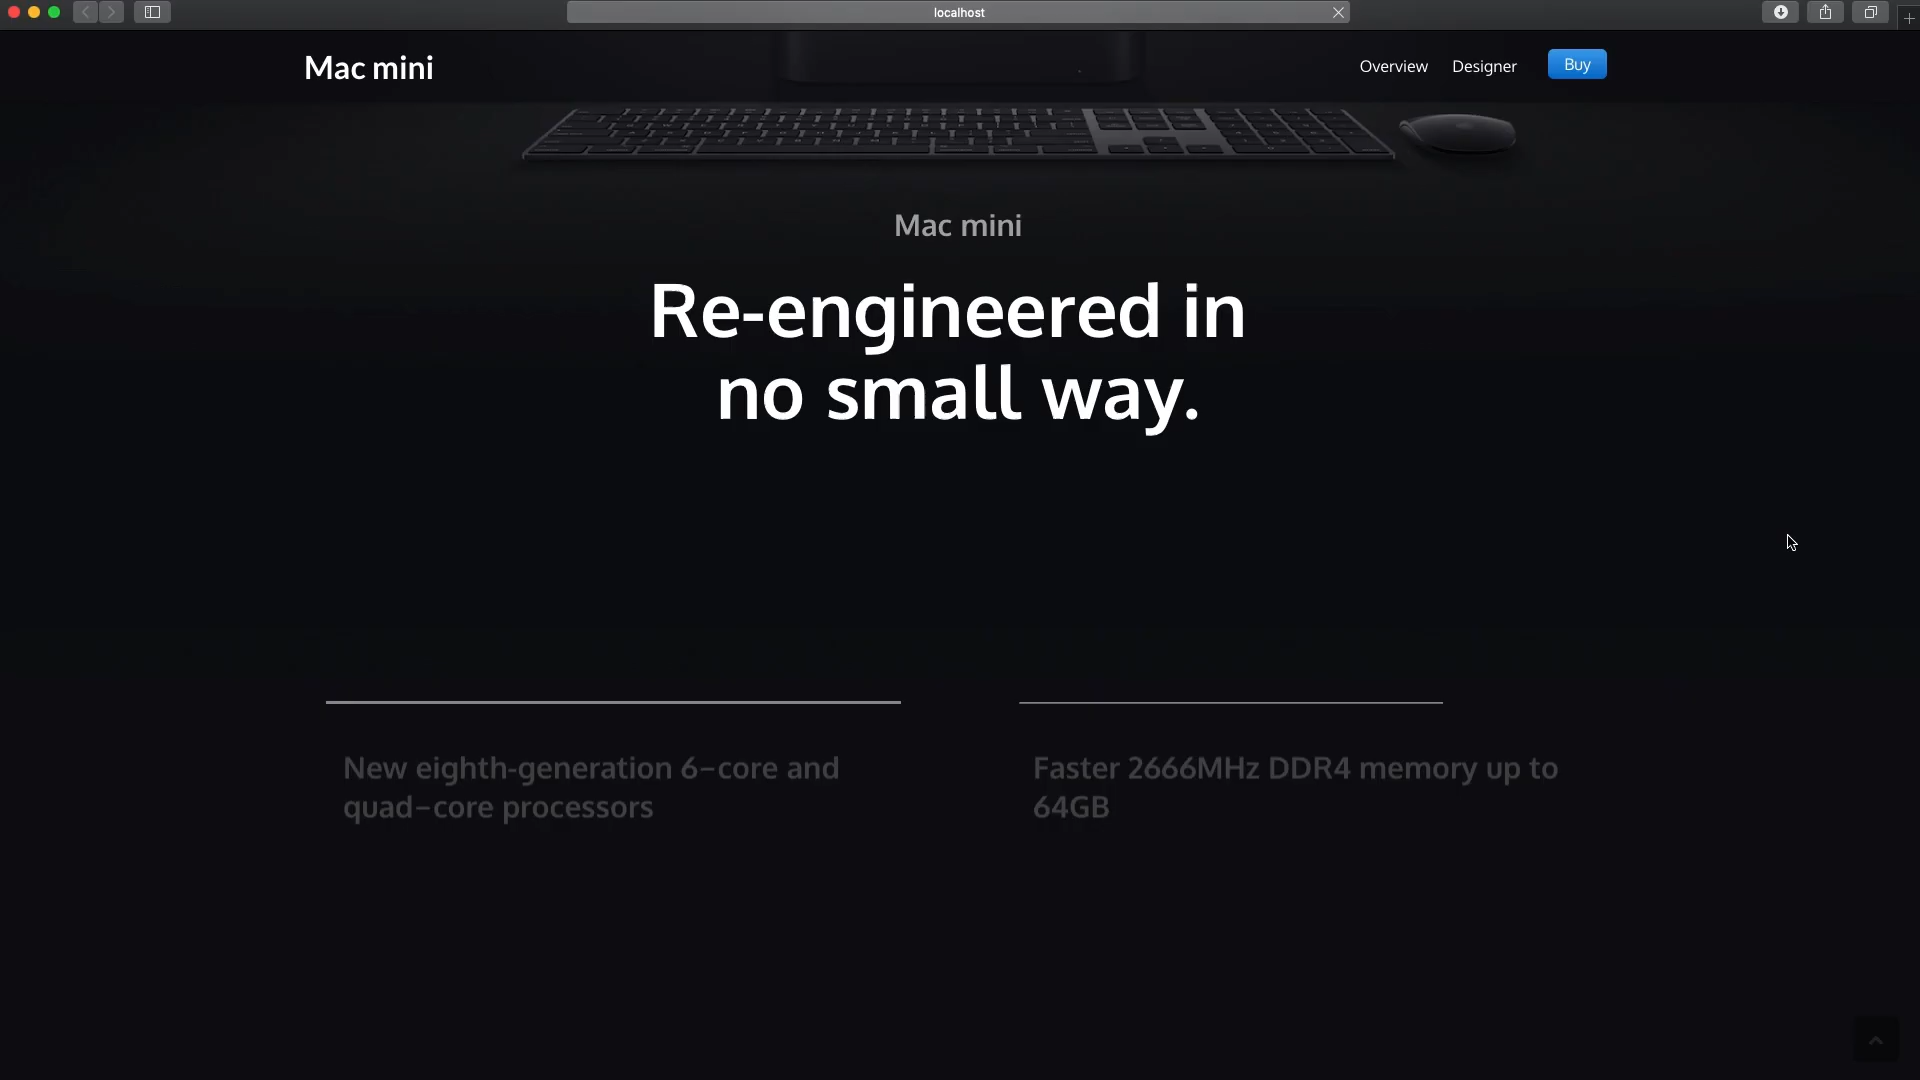 localhost
Mac mini
Overview Designer Buy
Mac mini
Re-engineered in
no small way.
New eighth-generation 6–core and
quad–core processors
Faster 2666MHz DDR4 memory up to
64GB